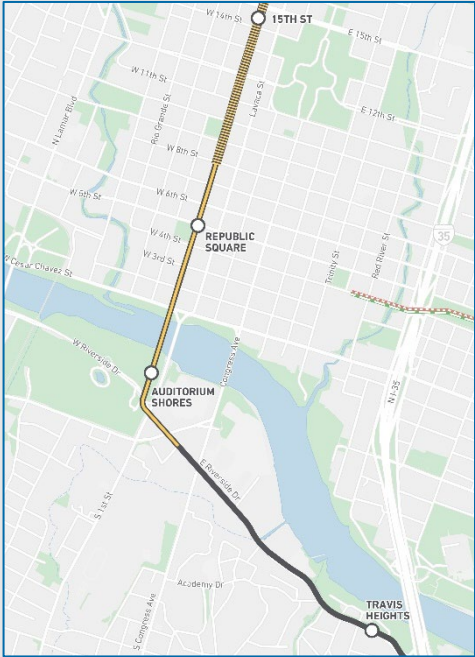 W 14th St
15TH ST
E 15th St
W 11th St
Lavaca St
N Lamar Blvd
Rio Grande St
E 12th St
W 8th St
W 5th St
W 6th St
REPUBLIC
SQUARE
W 4th St
W 3rd St
Trinity St
Red River St
35
W Cesar Chavez St
W Riverside Dr
Congress Ave
N I-35
AUDITORIUM
SHORES
E Riverside Dr
S 1st St
Academy Dr
S Congress Ave
TRAVIS
HEIGHTS